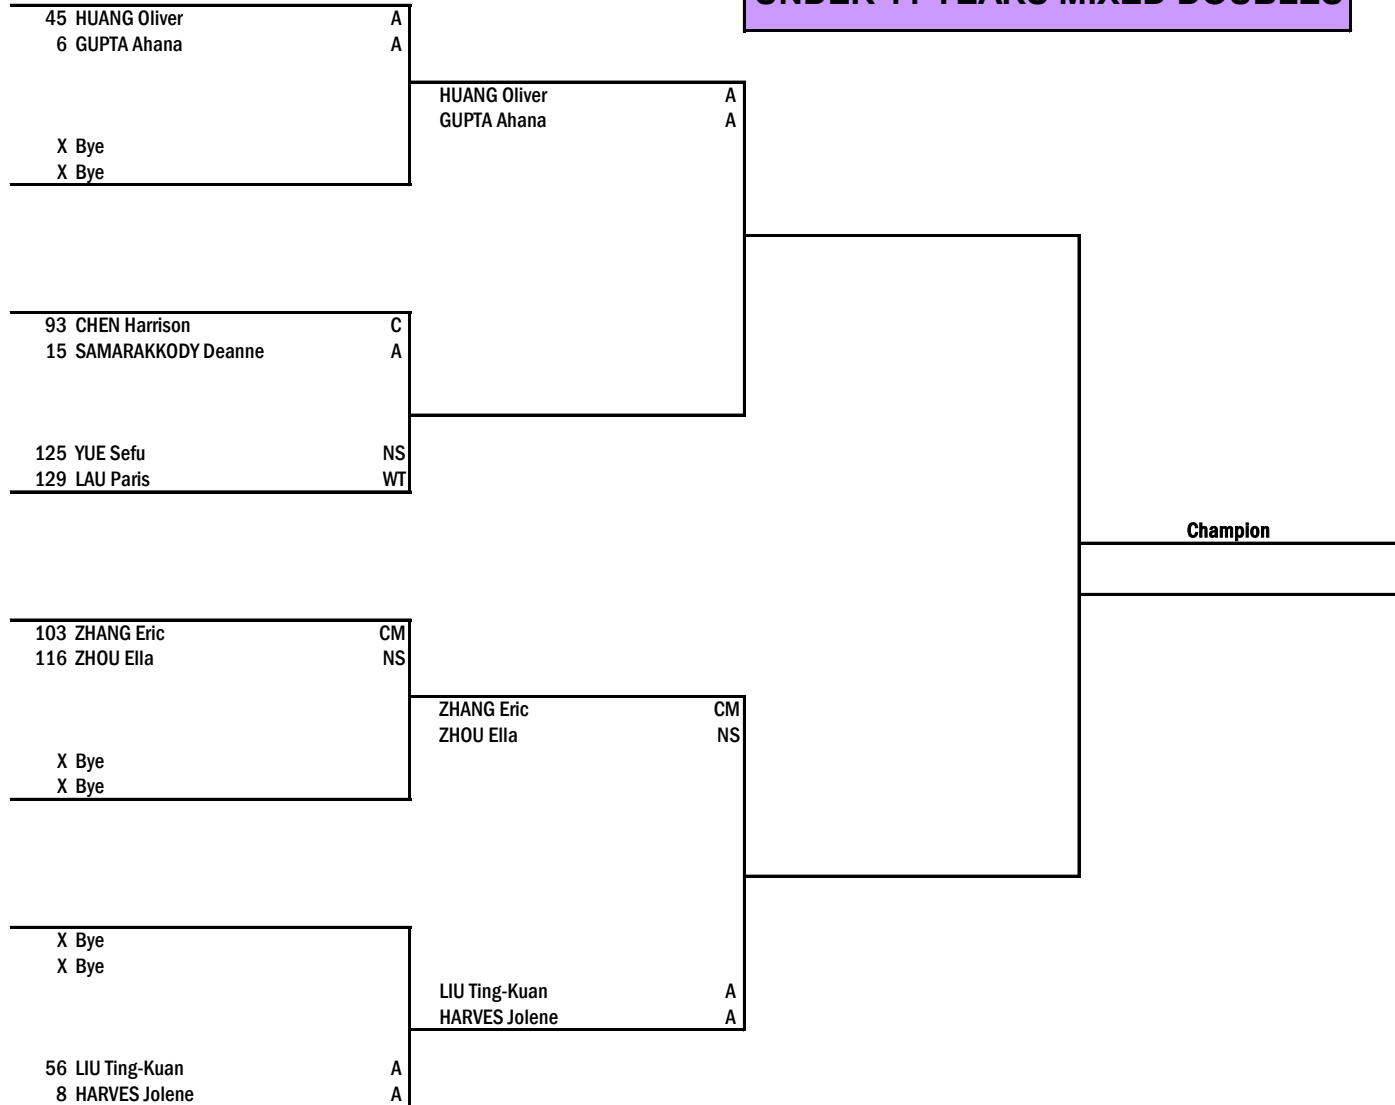 UNDER 11 YEARS MIXED DOUBLES
45 HUANG Oliver A
6 GUPTA Ahana A
HUANG Oliver A
GUPTA Ahana A
X Bye
X Bye
93 CHEN Harrison C
15 SAMARAKKODY Deanne A
125 YUE Sefu NS
129 LAU Paris WT
Champion
103 ZHANG Eric CM
116 ZHOU Ella NS
ZHANG Eric CM
ZHOU Ella NS
X Bye
X Bye
X Bye
X Bye
LIU Ting-Kuan A
HARVES Jolene A
56 LIU Ting-Kuan A
8 HARVES Jolene A